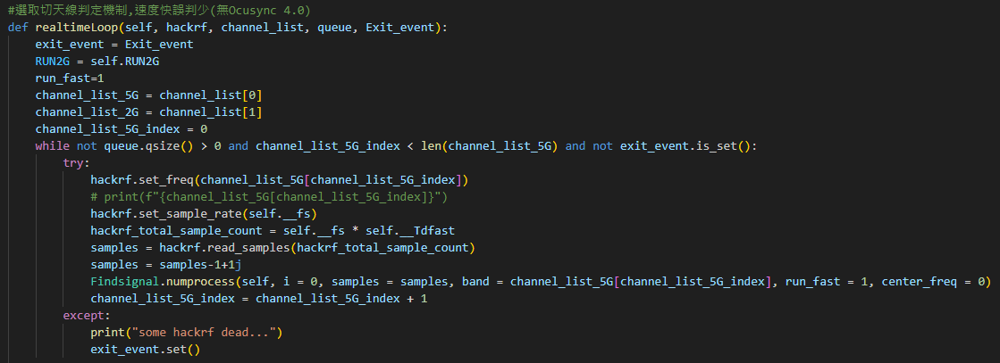 #選取切天線判定機制,速度快誤判少(無Ocusync 4.0)
def realtimeLoop(self, hackrf, channel_list, queue, Exit_event):
    exit_event = Exit_event
    RUN2G = self.RUN2G
    run_fast=1
    channel_list_5G = channel_list[0]
    channel_list_2G = channel_list[1]
    channel_list_5G_index = 0
    while not queue.qsize() > 0 and channel_list_5G_index < len(channel_list_5G) and not exit_event.is_set():
        try:
            hackrf.set_freq(channel_list_5G[channel_list_5G_index])
            # print(f"{channel_list_5G[channel_list_5G_index]}")
            hackrf.set_sample_rate(self.__fs)
            hackrf_total_sample_count = self.__fs * self.__Tdfast
            samples = hackrf.read_samples(hackrf_total_sample_count)
            samples = samples-1+1j
            Findsignal.numprocess(self, i = 0, samples = samples, band = channel_list_5G[channel_list_5G_index], run_fast = 1, center_freq = 0)
            channel_list_5G_index = channel_list_5G_index + 1
        except:
            print("some hackrf dead...")
            exit_event.set()